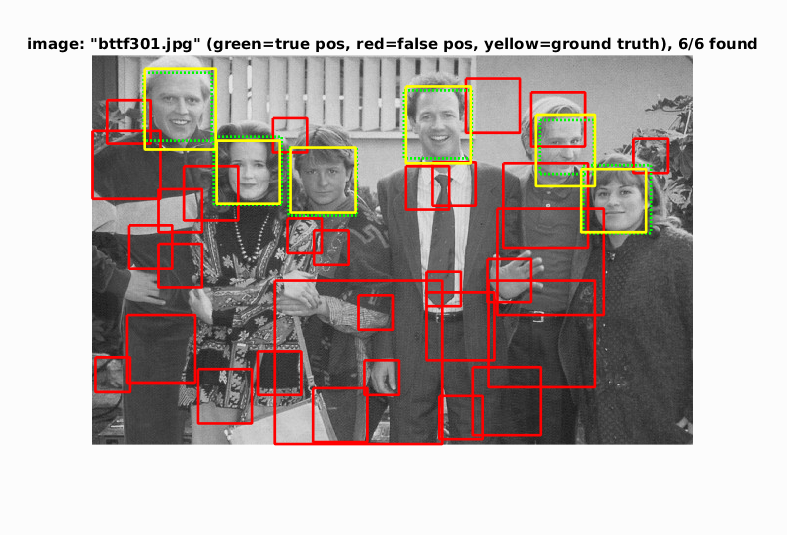 image: "bttf301.jpg" (green=true pos, red=false pos, yellow=ground truth), 6/6 found